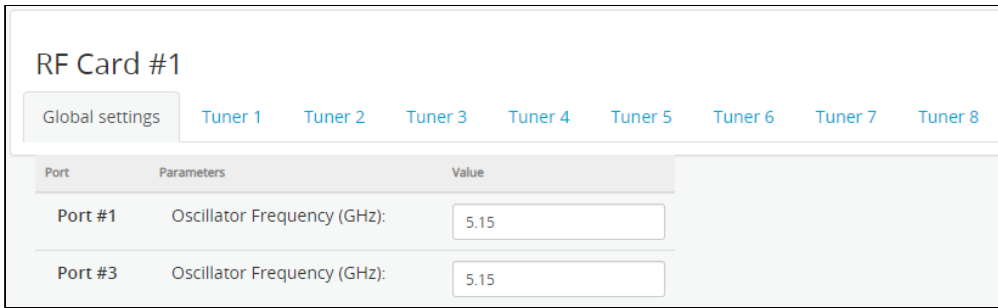 RF Card #1
Global settings Tuner 1 Tuner 2 Tuner 3 Tuner 4 Tuner 5 Tuner 6 Tuner 7 Tuner 8
Port Parameters Value
Port #1 Oscillator Frequency (GHz): 5.15
Port #3 Oscillator Frequency (GHz): 5.15